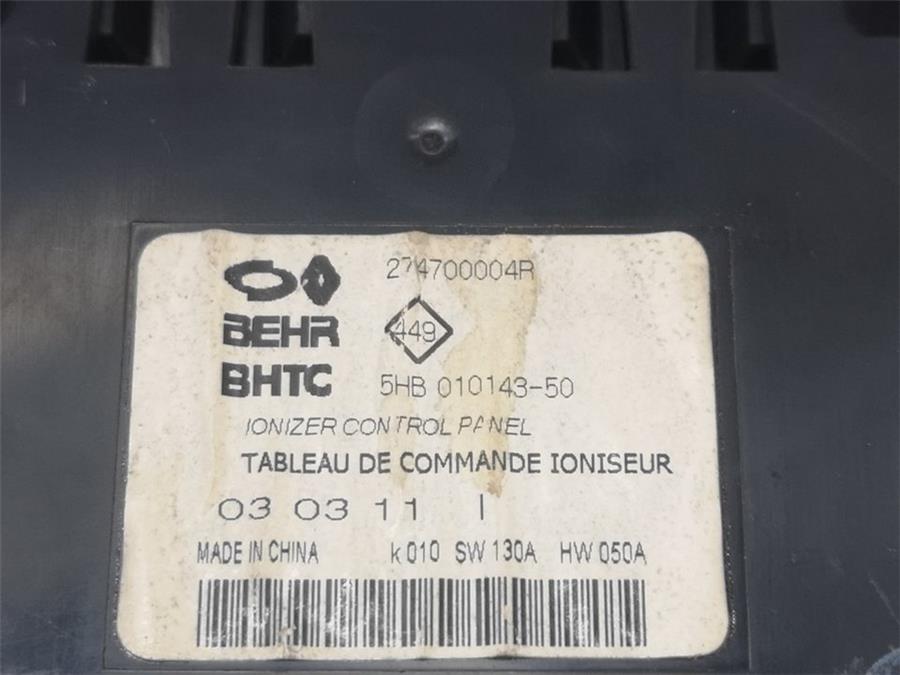 274700004R
BEHR
449
BHTC
5HB 010143-50
IONIZER CONTROL PANEL
TABLEAU DE COMMANDE IONISEUR
03 03 11 I
MADE IN CHINA k010 SW 130A HW 050A